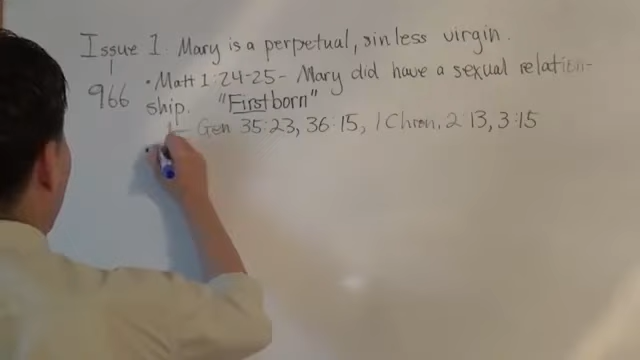 Issue 1. Mary is a perpetual, sinless virgin.
966 • Matt 1:24-25 - Mary did have a sexual relation-
ship. "Firstborn"
Gen 35:23, 36:15, 1 Chron, 2:13, 3:15